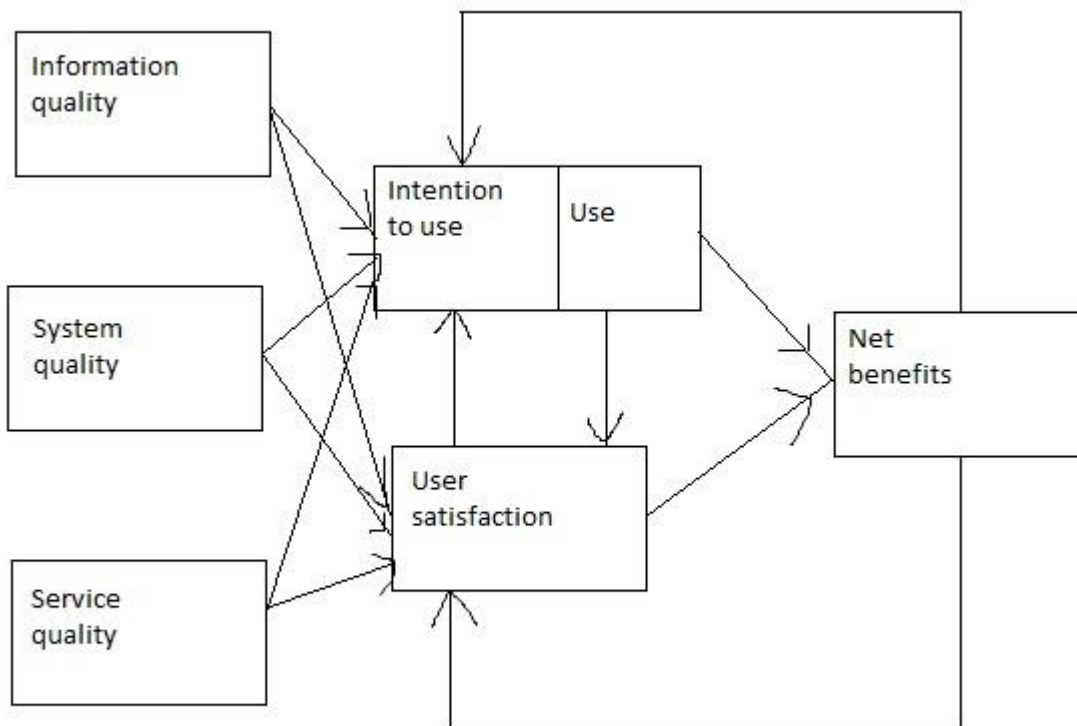 Information
quality
Intention
to use
Use
System
quality
Net
benefits
User
satisfaction
Service
quality